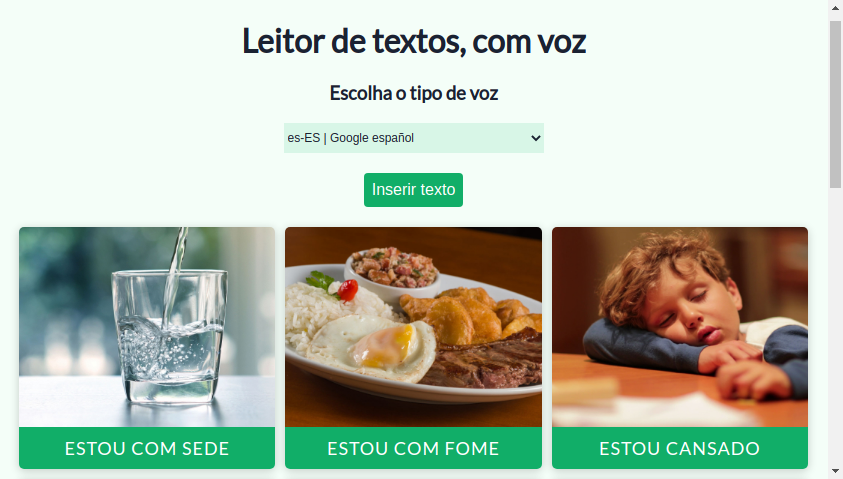 Leitor de textos, com voz
Escolha o tipo de voz
es-ES | Google español
Inserir texto
ESTOU COM SEDE
ESTOU COM FOME
ESTOU CANSADO